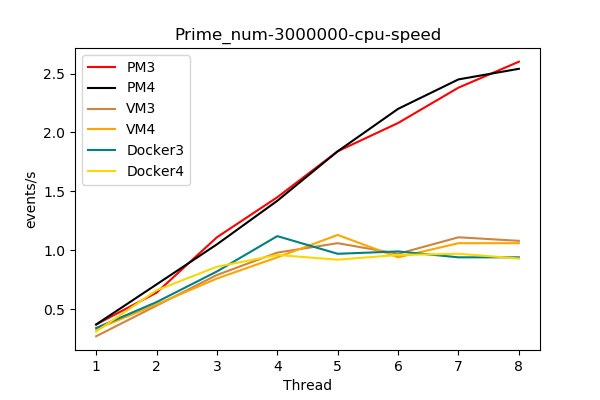 Prime_num-3000000-cpu-speed
PM3
PM4
VM3
VM4
Docker3
Docker4
events/s
2.5
2.0
1.5
1.0
0.5
1 2 3 4 5 6 7 8
Thread